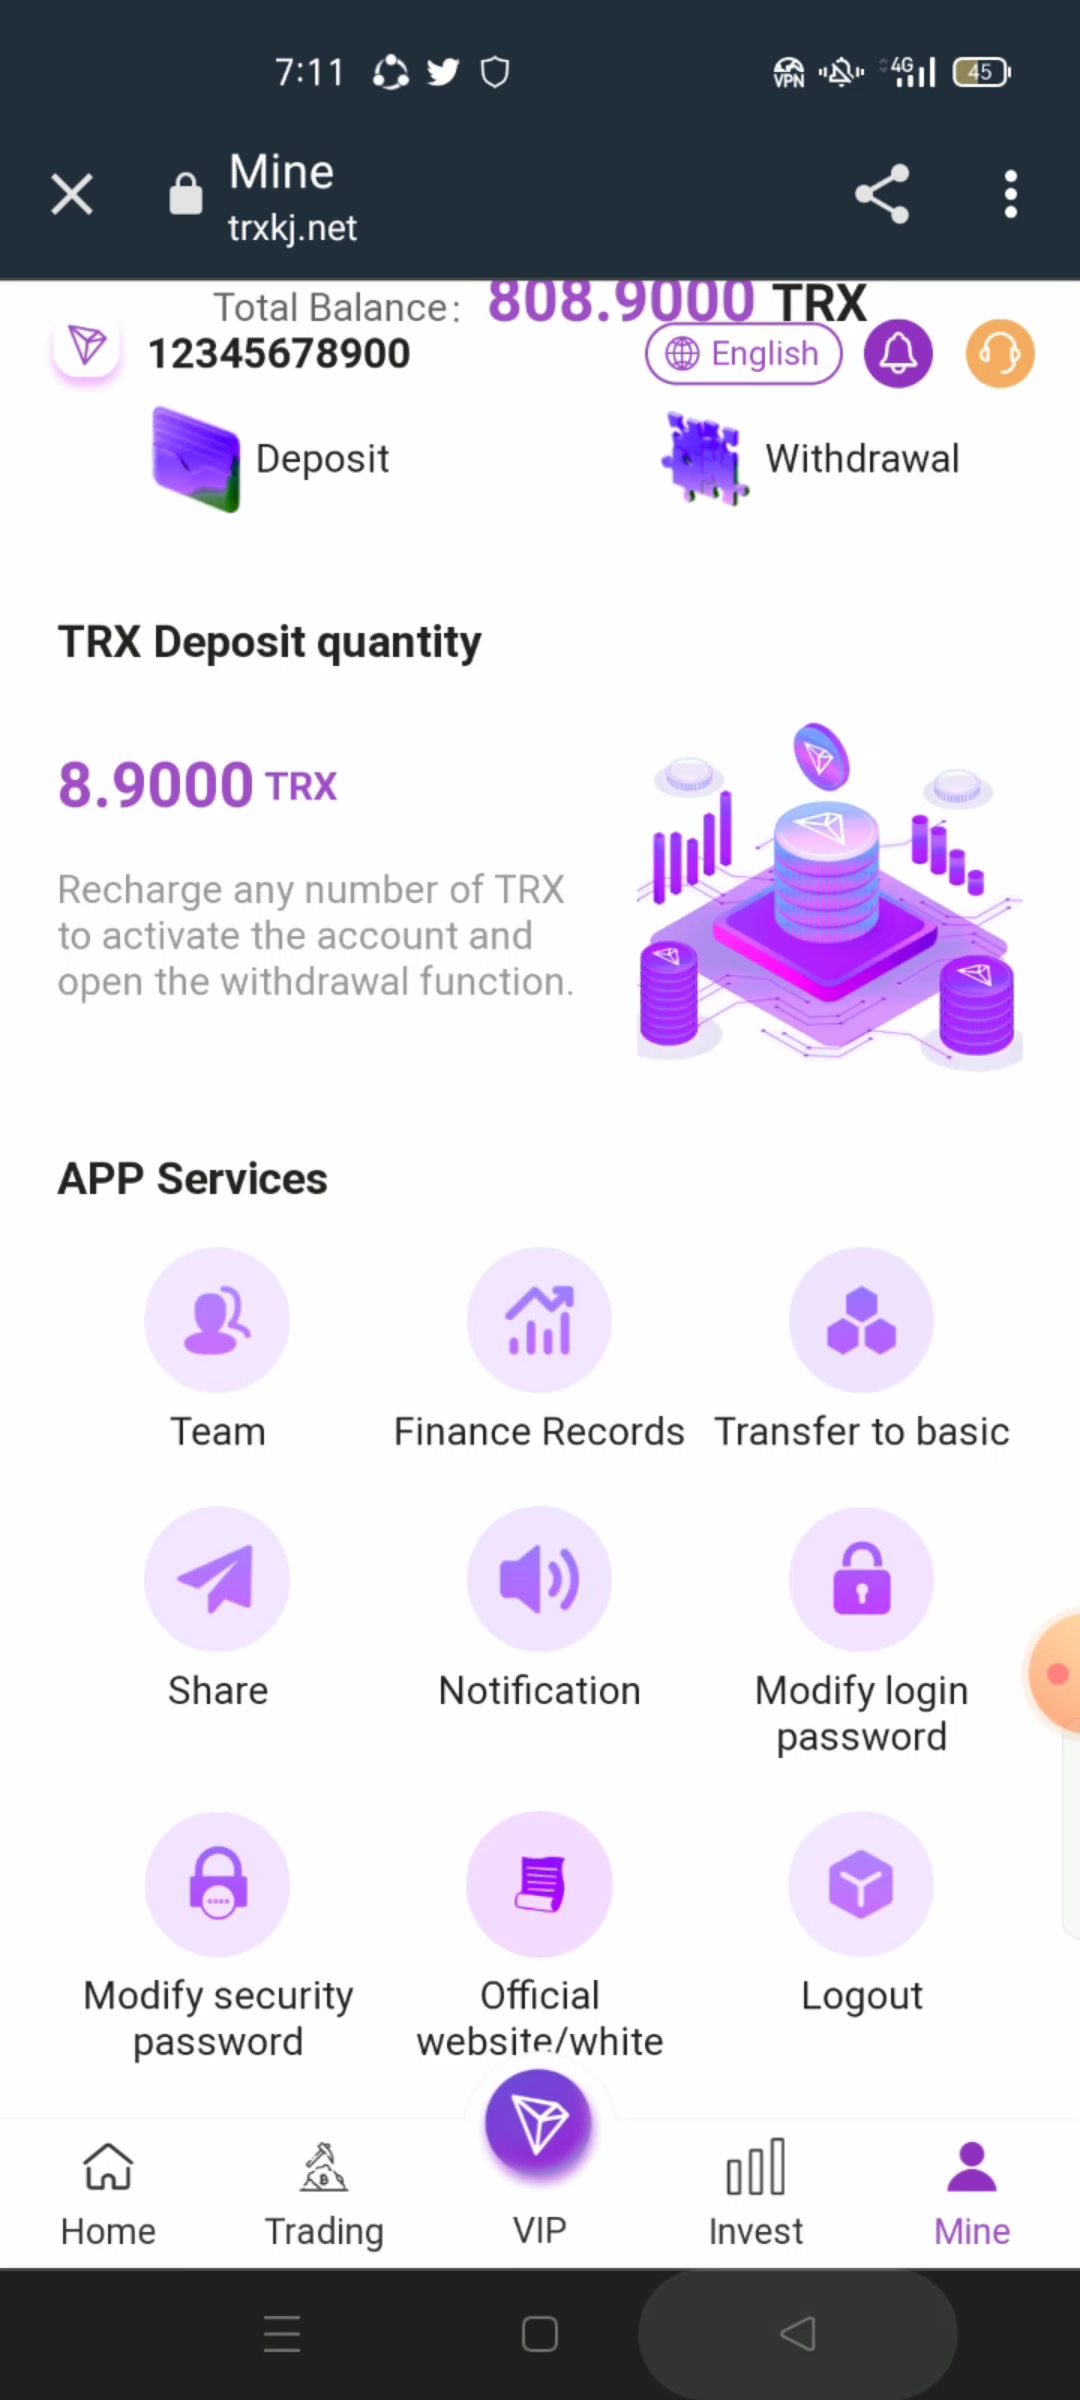 7:11
VPN
4G
45
Mine
trxkj.net
Total Balance: 808.9000 TRX
12345678900
English
Deposit
Withdrawal
TRX Deposit quantity
8.9000 TRX
Recharge any number of TRX
to activate the account and
open the withdrawal function.
APP Services
Team
Finance Records
Transfer to basic
Share
Notification
Modify login
password
Modify security
password
Official
website/white
Logout
Home
Trading
VIP
Invest
Mine